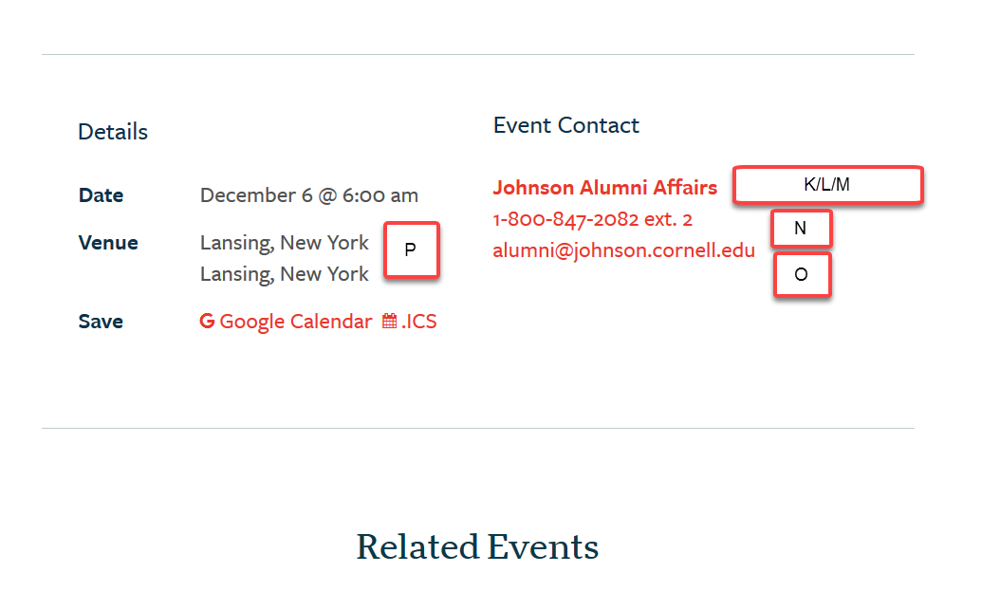 Details
Date December 6 @ 6:00 am
Venue Lansing, New York
Lansing, New York
P
Save G Google Calendar .ICS
Event Contact
Johnson Alumni Affairs K/L/M
1-800-847-2082 ext. 2 N
alumni@johnson.cornell.edu O
Related Events